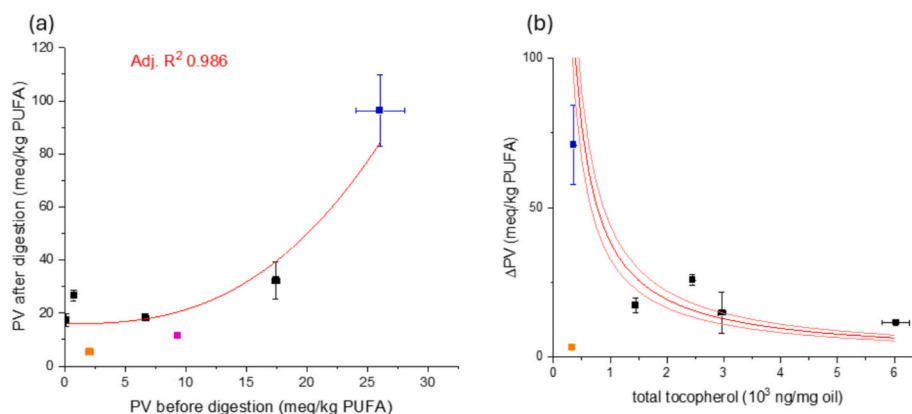 (a)
Adj. R² 0.986
120
100
80
60
40
20
0
PV after digestion (meq/kg PUFA)
0 5 10 15 20 25 30
PV before digestion (meq/kg PUFA)
(b)
100
50
0
ΔPV (meq/kg PUFA)
0 1 2 3 4 5 6
total tocopherol (10³ ng/mg oil)